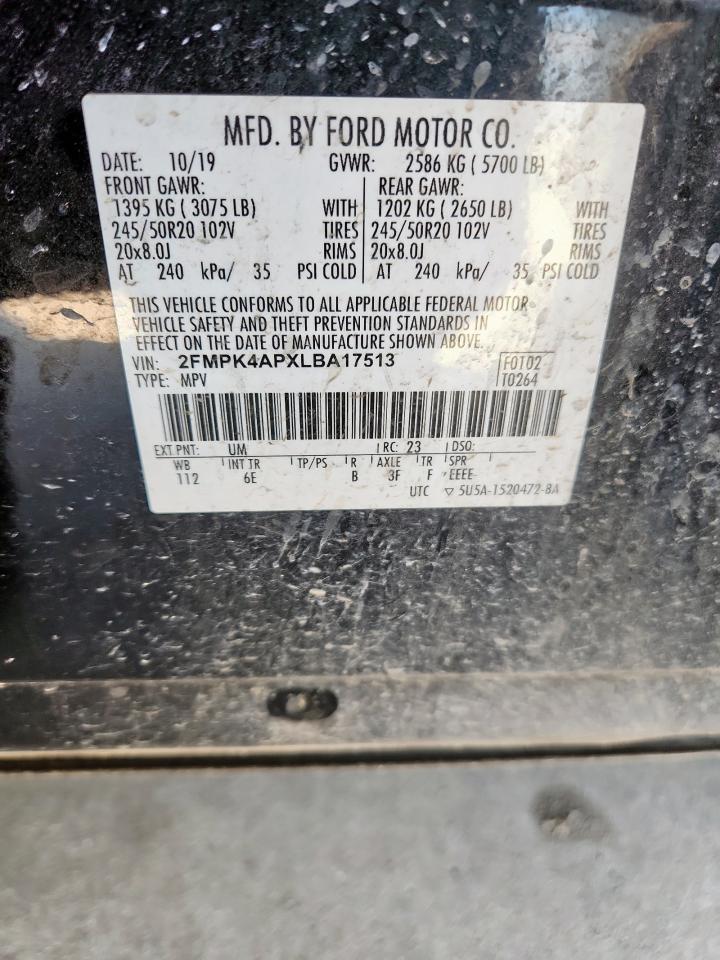 MFD. BY FORD MOTOR CO.
DATE: 10/19 GVWR: 2586 KG ( 5700 LB)
FRONT GAWR: REAR GAWR:
1395 KG ( 3075 LB) WITH 1202 KG ( 2650 LB) WITH
245/50R20 102V TIRES 245/50R20 102V TIRES
20x8.0J RIMS 20x8.0J RIMS
AT 240 kPa/ 35 PSI COLD AT 240 kPa/ 35 PSI COLD
THIS VEHICLE CONFORMS TO ALL APPLICABLE FEDERAL MOTOR
VEHICLE SAFETY AND THEFT PREVENTION STANDARDS IN
EFFECT ON THE DATE OF MANUFACTURE SHOWN ABOVE.
VIN: 2FMPK4APXLBA17513 F0T02
TYPE: MPV T0264
EXT PNT: UM RC: 23 DSO:
WB INT TR TP/PS R AXLE TR SPR
112 6E B 3F F EEEE
UTC ▽ 5U5A-1520472-BA